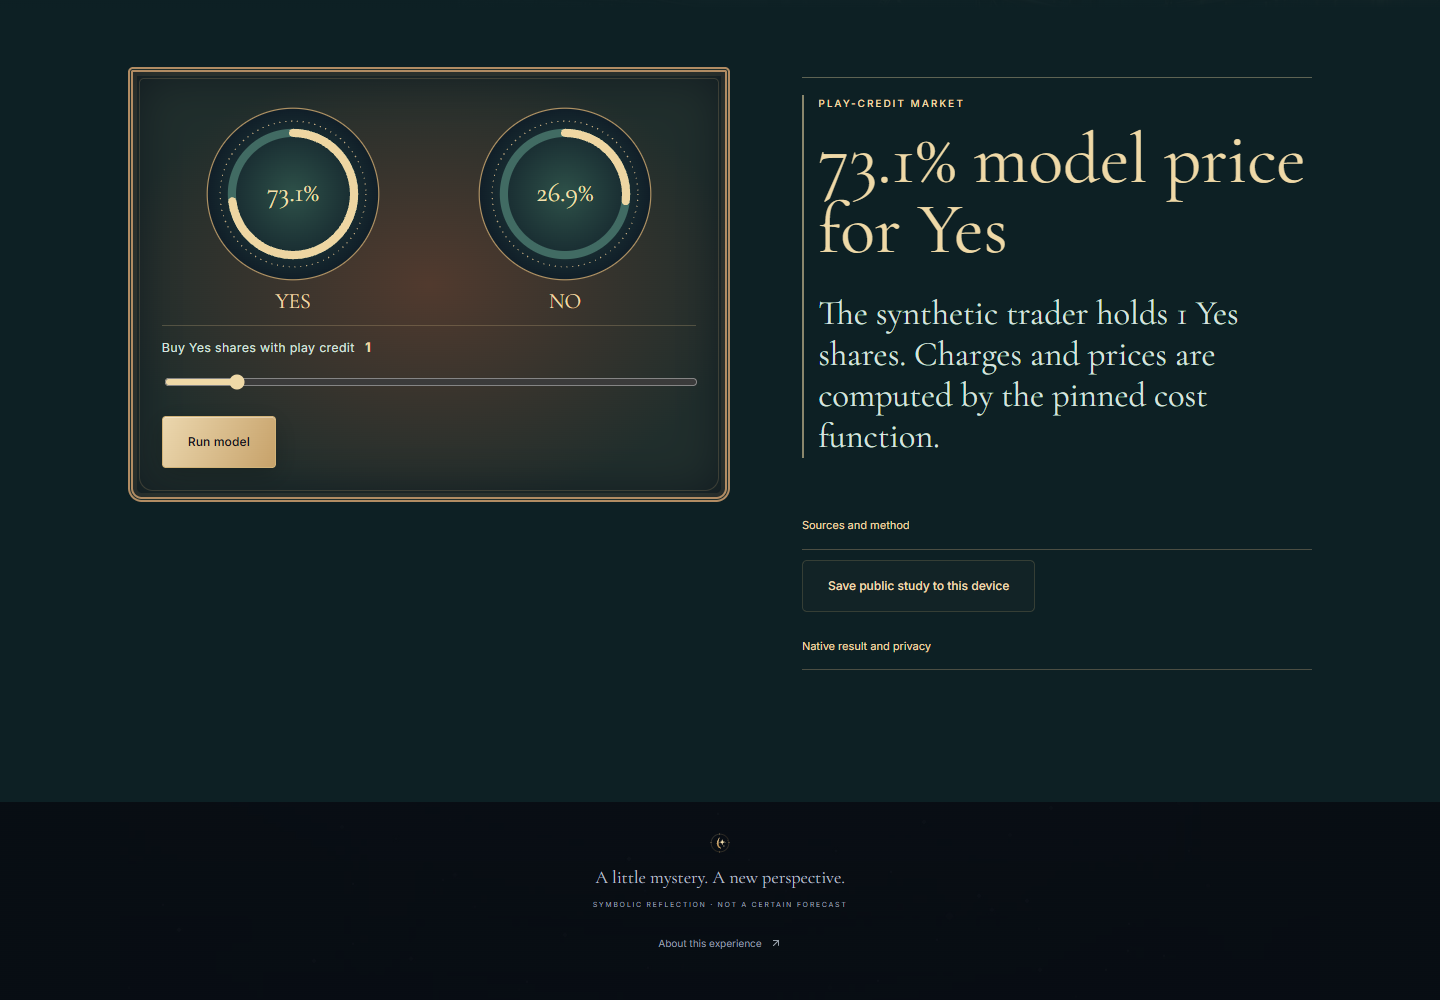 73.1%
26.9%
YES
NO
Buy Yes shares with play credit 1
Run model
PLAY-CREDIT MARKET
73.1% model price
for Yes
The synthetic trader holds 1 Yes
shares. Charges and prices are
computed by the pinned cost
function.
Sources and method
Save public study to this device
Native result and privacy
A little mystery. A new perspective.
SYMBOLIC REFLECTION · NOT A CERTAIN FORECAST
About this experience